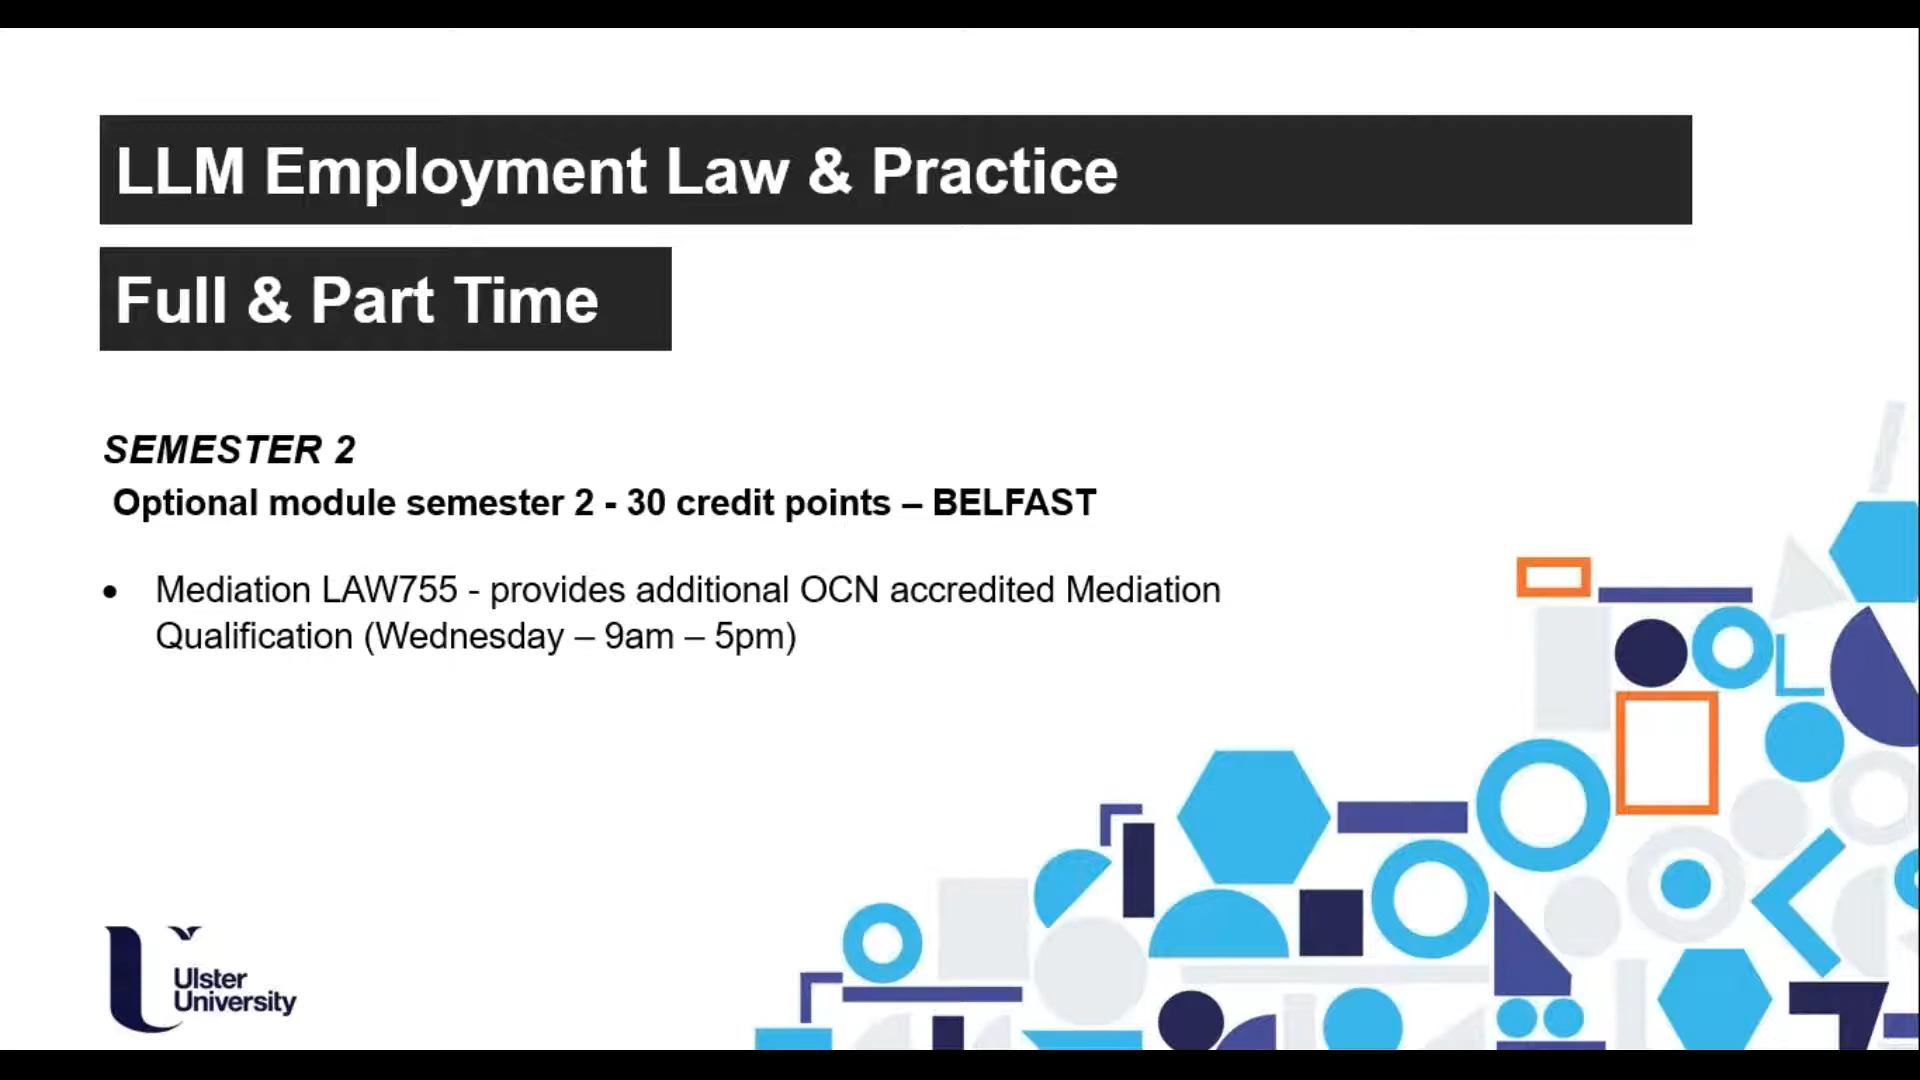 LLM Employment Law & Practice
Full & Part Time
SEMESTER 2
Optional module semester 2 - 30 credit points – BELFAST
• Mediation LAW755 - provides additional OCN accredited Mediation
Qualification (Wednesday – 9am – 5pm)
Ulster
University